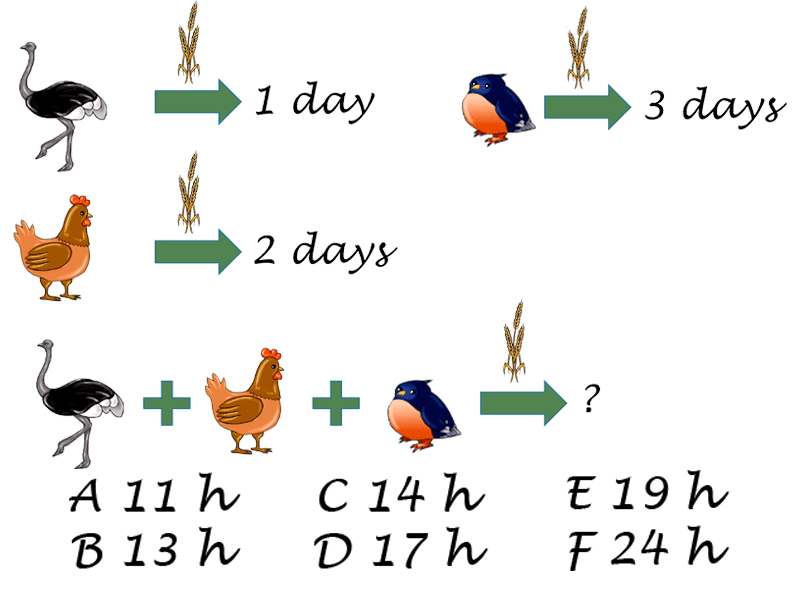 1 day
3 days
2 days
?
A 11 h
C 14 h
E 19 h
B 13 h
D 17 h
F 24 h